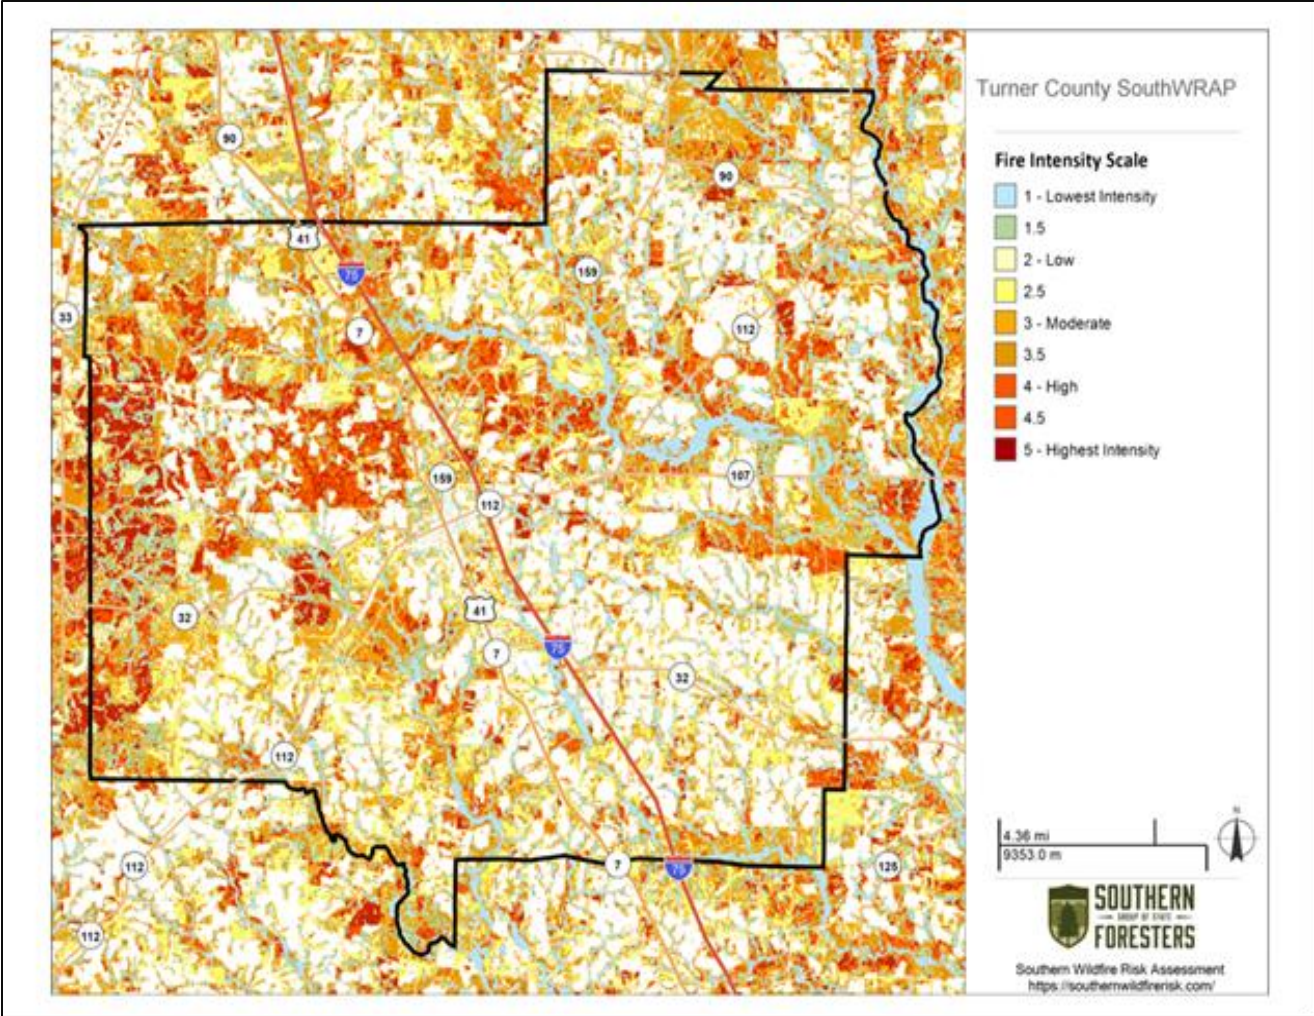 Turner County SouthWRAP
Fire Intensity Scale
1 - Lowest Intensity
1.5
2 - Low
2.5
3 - Moderate
3.5
4 - High
4.5
5 - Highest Intensity
90
41
75
33
7
159
90
112
159
112
107
32
41
7
75
32
112
112
7
75
125
112
N
4.36 mi
9353.0 m
SOUTHERN
GROUP OF STATE
FORESTERS
Southern Wildfire Risk Assessment
https://southernwildfirerisk.com/